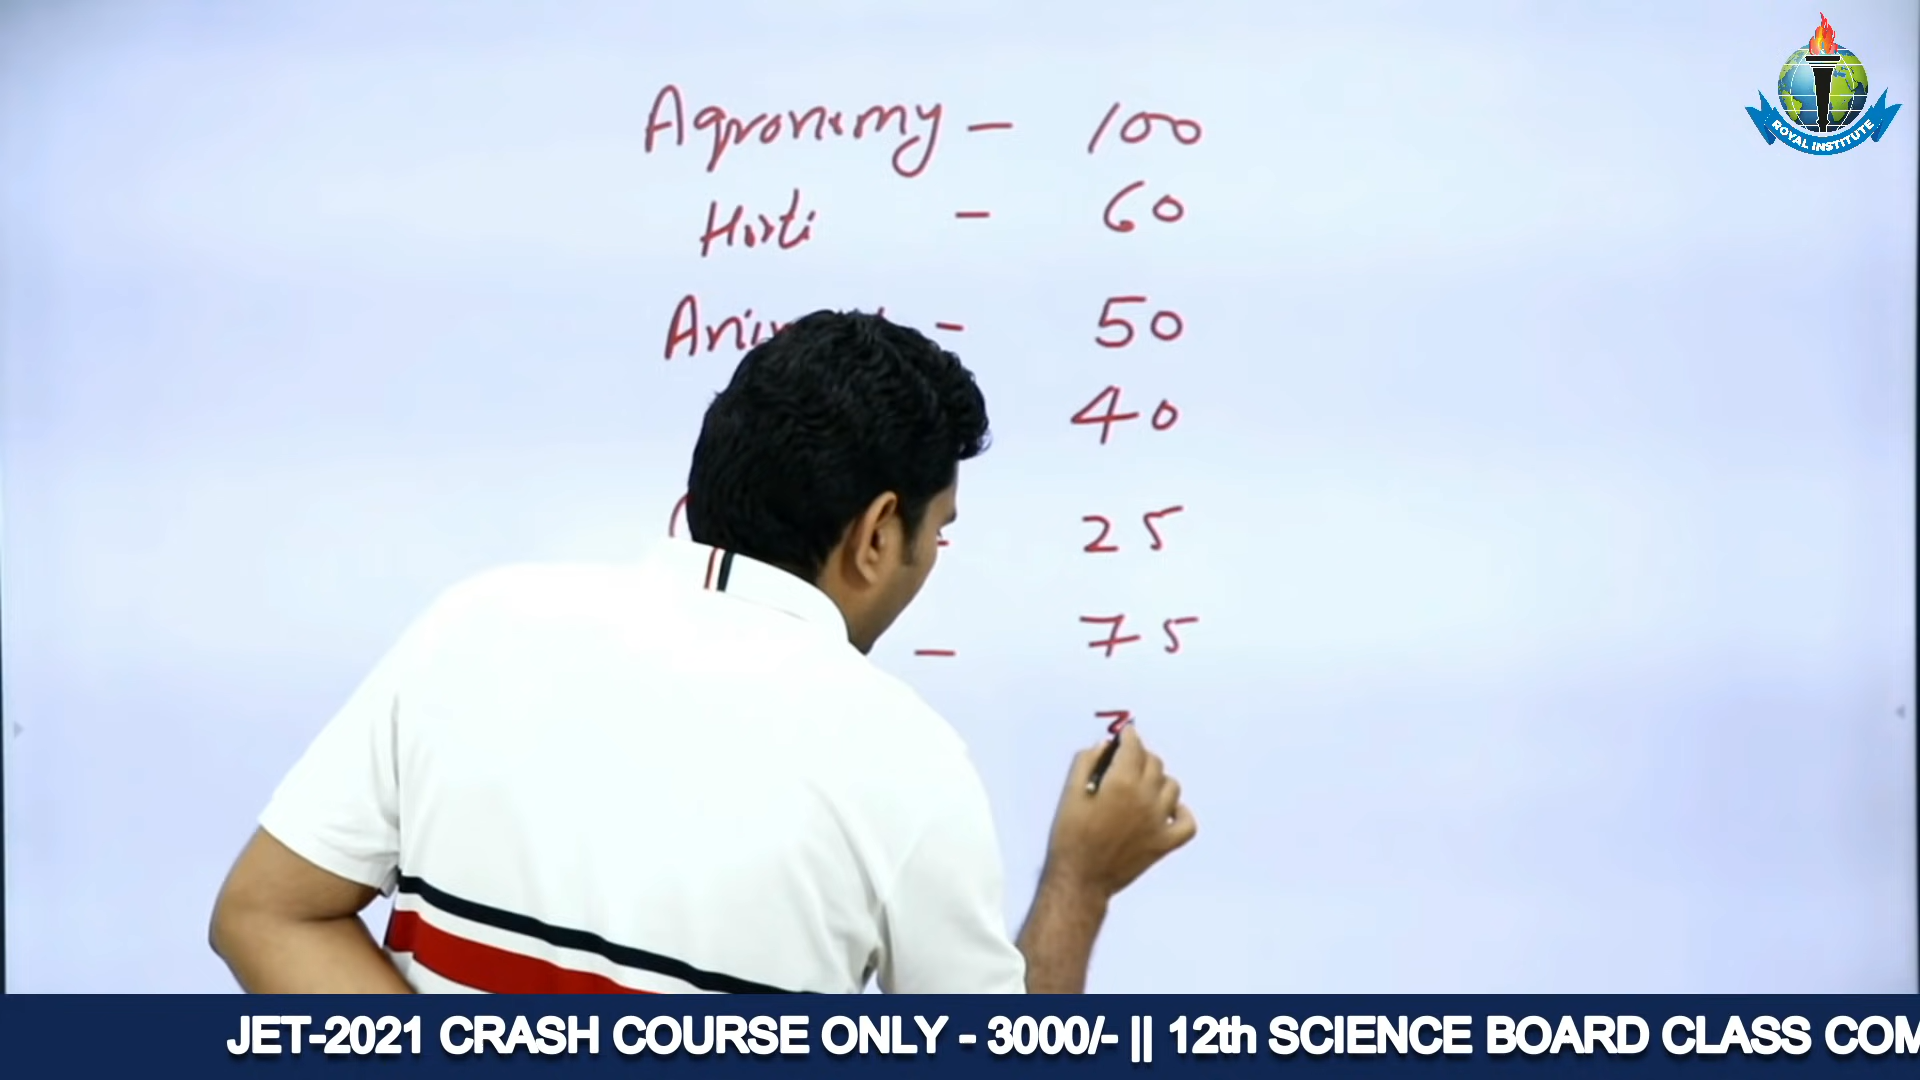 Agronomy - 100
Horti - 60
- 50
40
- 25
- 75
ROYAL INSTITUTE
JET-2021 CRASH COURSE ONLY - 3000/- || 12th SCIENCE BOARD CLASS COM